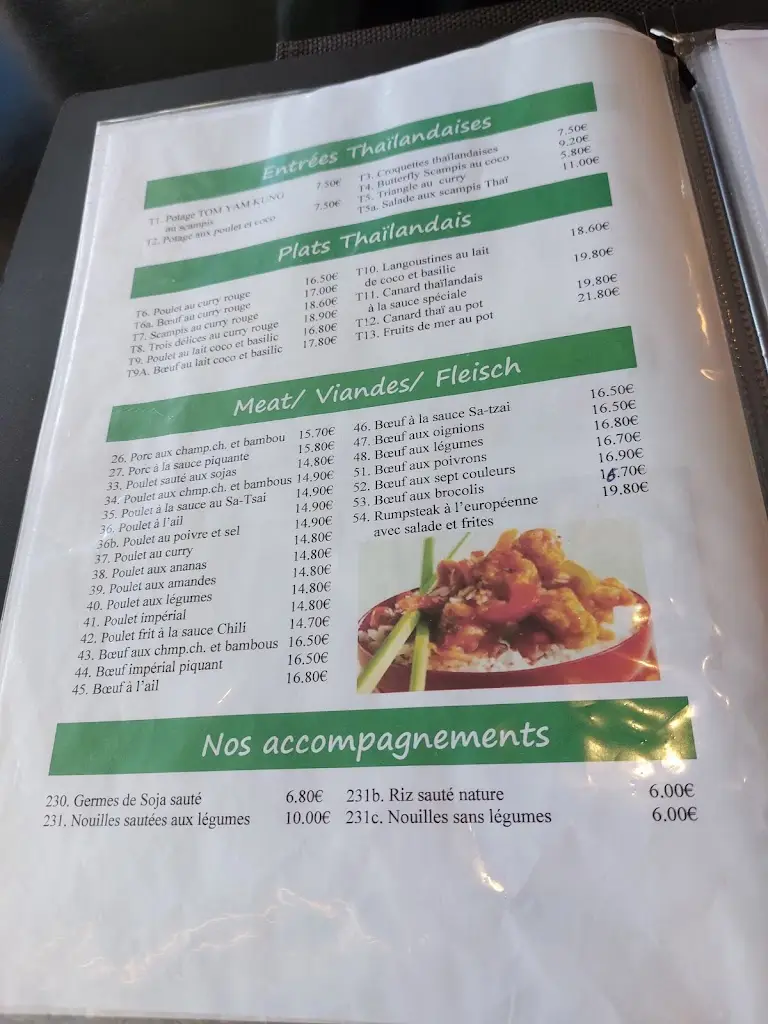 Entrées Thaïlandaises
T1. Potage TOM YAM KUNG
au scampis 7.50€
T2. Potage aux poulet et coco 7.50€
T3. Croquettes thaïlandaises 7.50€
T4. Butterfly Scampis au coco 9.20€
T5. Triangle au curry 5.80€
T5a. Salade aux scampis Thaï 11.00€
Plats Thaïlandais
T6. Poulet au curry rouge 16.50€
T6a. Bœuf au curry rouge 17.00€
T7. Scampis au curry rouge 18.60€
T8. Trois délices au curry rouge 18.90€
T9. Poulet au lait coco et basilic 16.80€
T9A. Bœuf au lait coco et basilic 17.80€
T10. Langoustines au lait 18.60€
de coco et basilic
T11. Canard thaïlandais 19.80€
à la sauce spéciale
T12. Canard thaï au pot 19.80€
T13. Fruits de mer au pot 21.80€
Meat/ Viandes/ Fleisch
26. Porc aux champ.ch. et bambou 15.70€
27. Porc à la sauce piquante 15.80€
33. Poulet sauté aux sojas 14.80€
34. Poulet aux chmp.ch. et bambous 14.90€
35. Poulet à la sauce au Sa-Tsai 14.90€
36. Poulet à l'ail 14.90€
36b. Poulet au poivre et sel 14.90€
37. Poulet au curry 14.80€
38. Poulet aux ananas 14.80€
39. Poulet aux amandes 14.80€
40. Poulet aux légumes 14.80€
41. Poulet impérial 14.80€
42. Poulet frit à la sauce Chili 14.70€
43. Bœuf aux chmp.ch. et bambous 16.50€
44. Bœuf impérial piquant 16.50€
45. Bœuf à l'ail 16.80€
46. Bœuf à la sauce Sa-tzai 16.50€
47. Bœuf aux oignions 16.50€
48. Bœuf aux légumes 16.80€
51. Bœuf aux poivrons 16.70€
52. Bœuf aux sept couleurs 16.90€
53. Bœuf aux brocolis 16.70€
54. Rumpsteak à l'européenne 19.80€
avec salade et frites
Nos accompagnements
230. Germes de Soja sauté 6.80€
231. Nouilles sautées aux légumes 10.00€
231b. Riz sauté nature 6.00€
231c. Nouilles sans légumes 6.00€